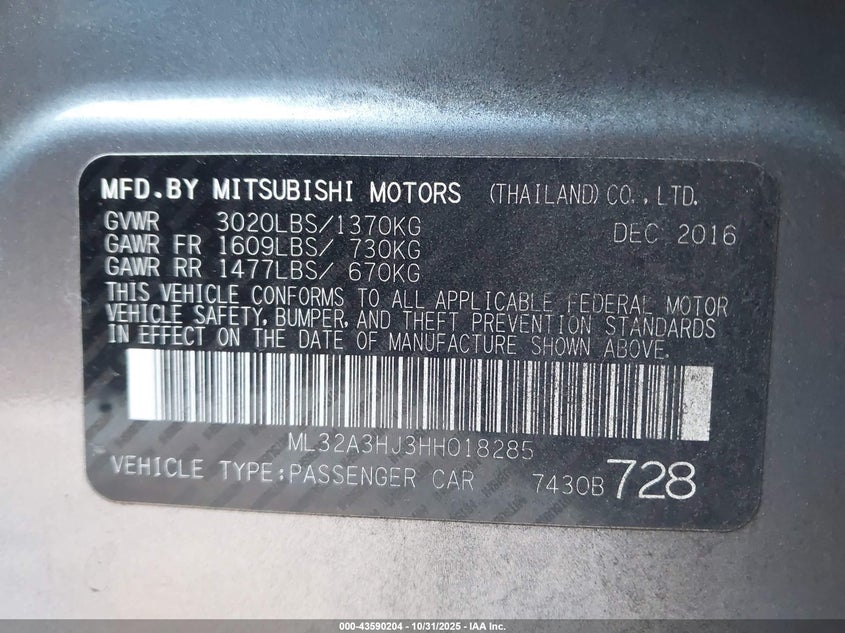 MFD.BY MITSUBISHI MOTORS (THAILAND)CO.,LTD.
GVWR 3020LBS/1370KG DEC 2016
GAWR FR 1609LBS/ 730KG
GAWR RR 1477LBS/ 670KG
THIS VEHICLE CONFORMS TO ALL APPLICABLE FEDERAL MOTOR
VEHICLE SAFETY, BUMPER, AND THEFT PREVENTION STANDARDS
IN EFFECT ON THE DATE OF MANUFACTURE SHOWN ABOVE.
ML32A3HJ3HH018285
VEHICLE TYPE:PASSENGER CAR 7430B 728
000-43590204 - 10/31/2025 - IAA Inc.